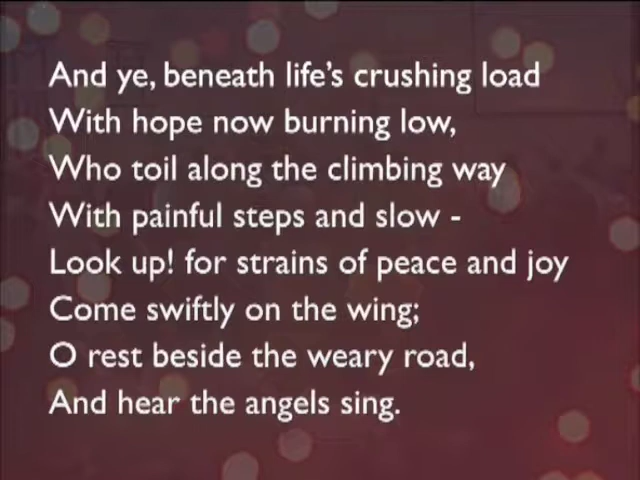 And ye, beneath life's crushing load
With hope now burning low,
Who toil along the climbing way
With painful steps and slow -
Look up! for strains of peace and joy
Come swiftly on the wing;
O rest beside the weary road,
And hear the angels sing.